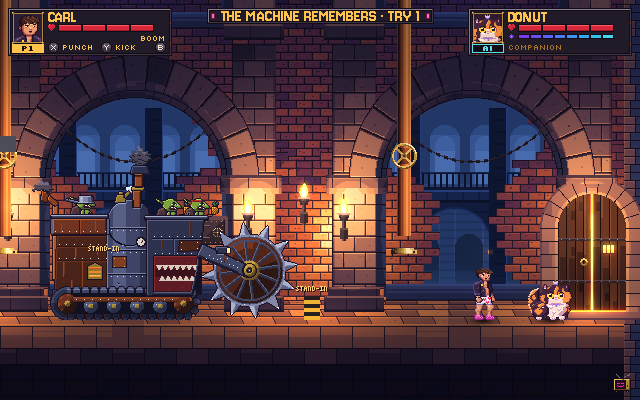 CARL
THE MACHINE REMEMBERS · TRY 1
DONUT
BOOM
P1
X PUNCH Y KICK B
AI
COMPANION
STAND-IN
STAND-IN